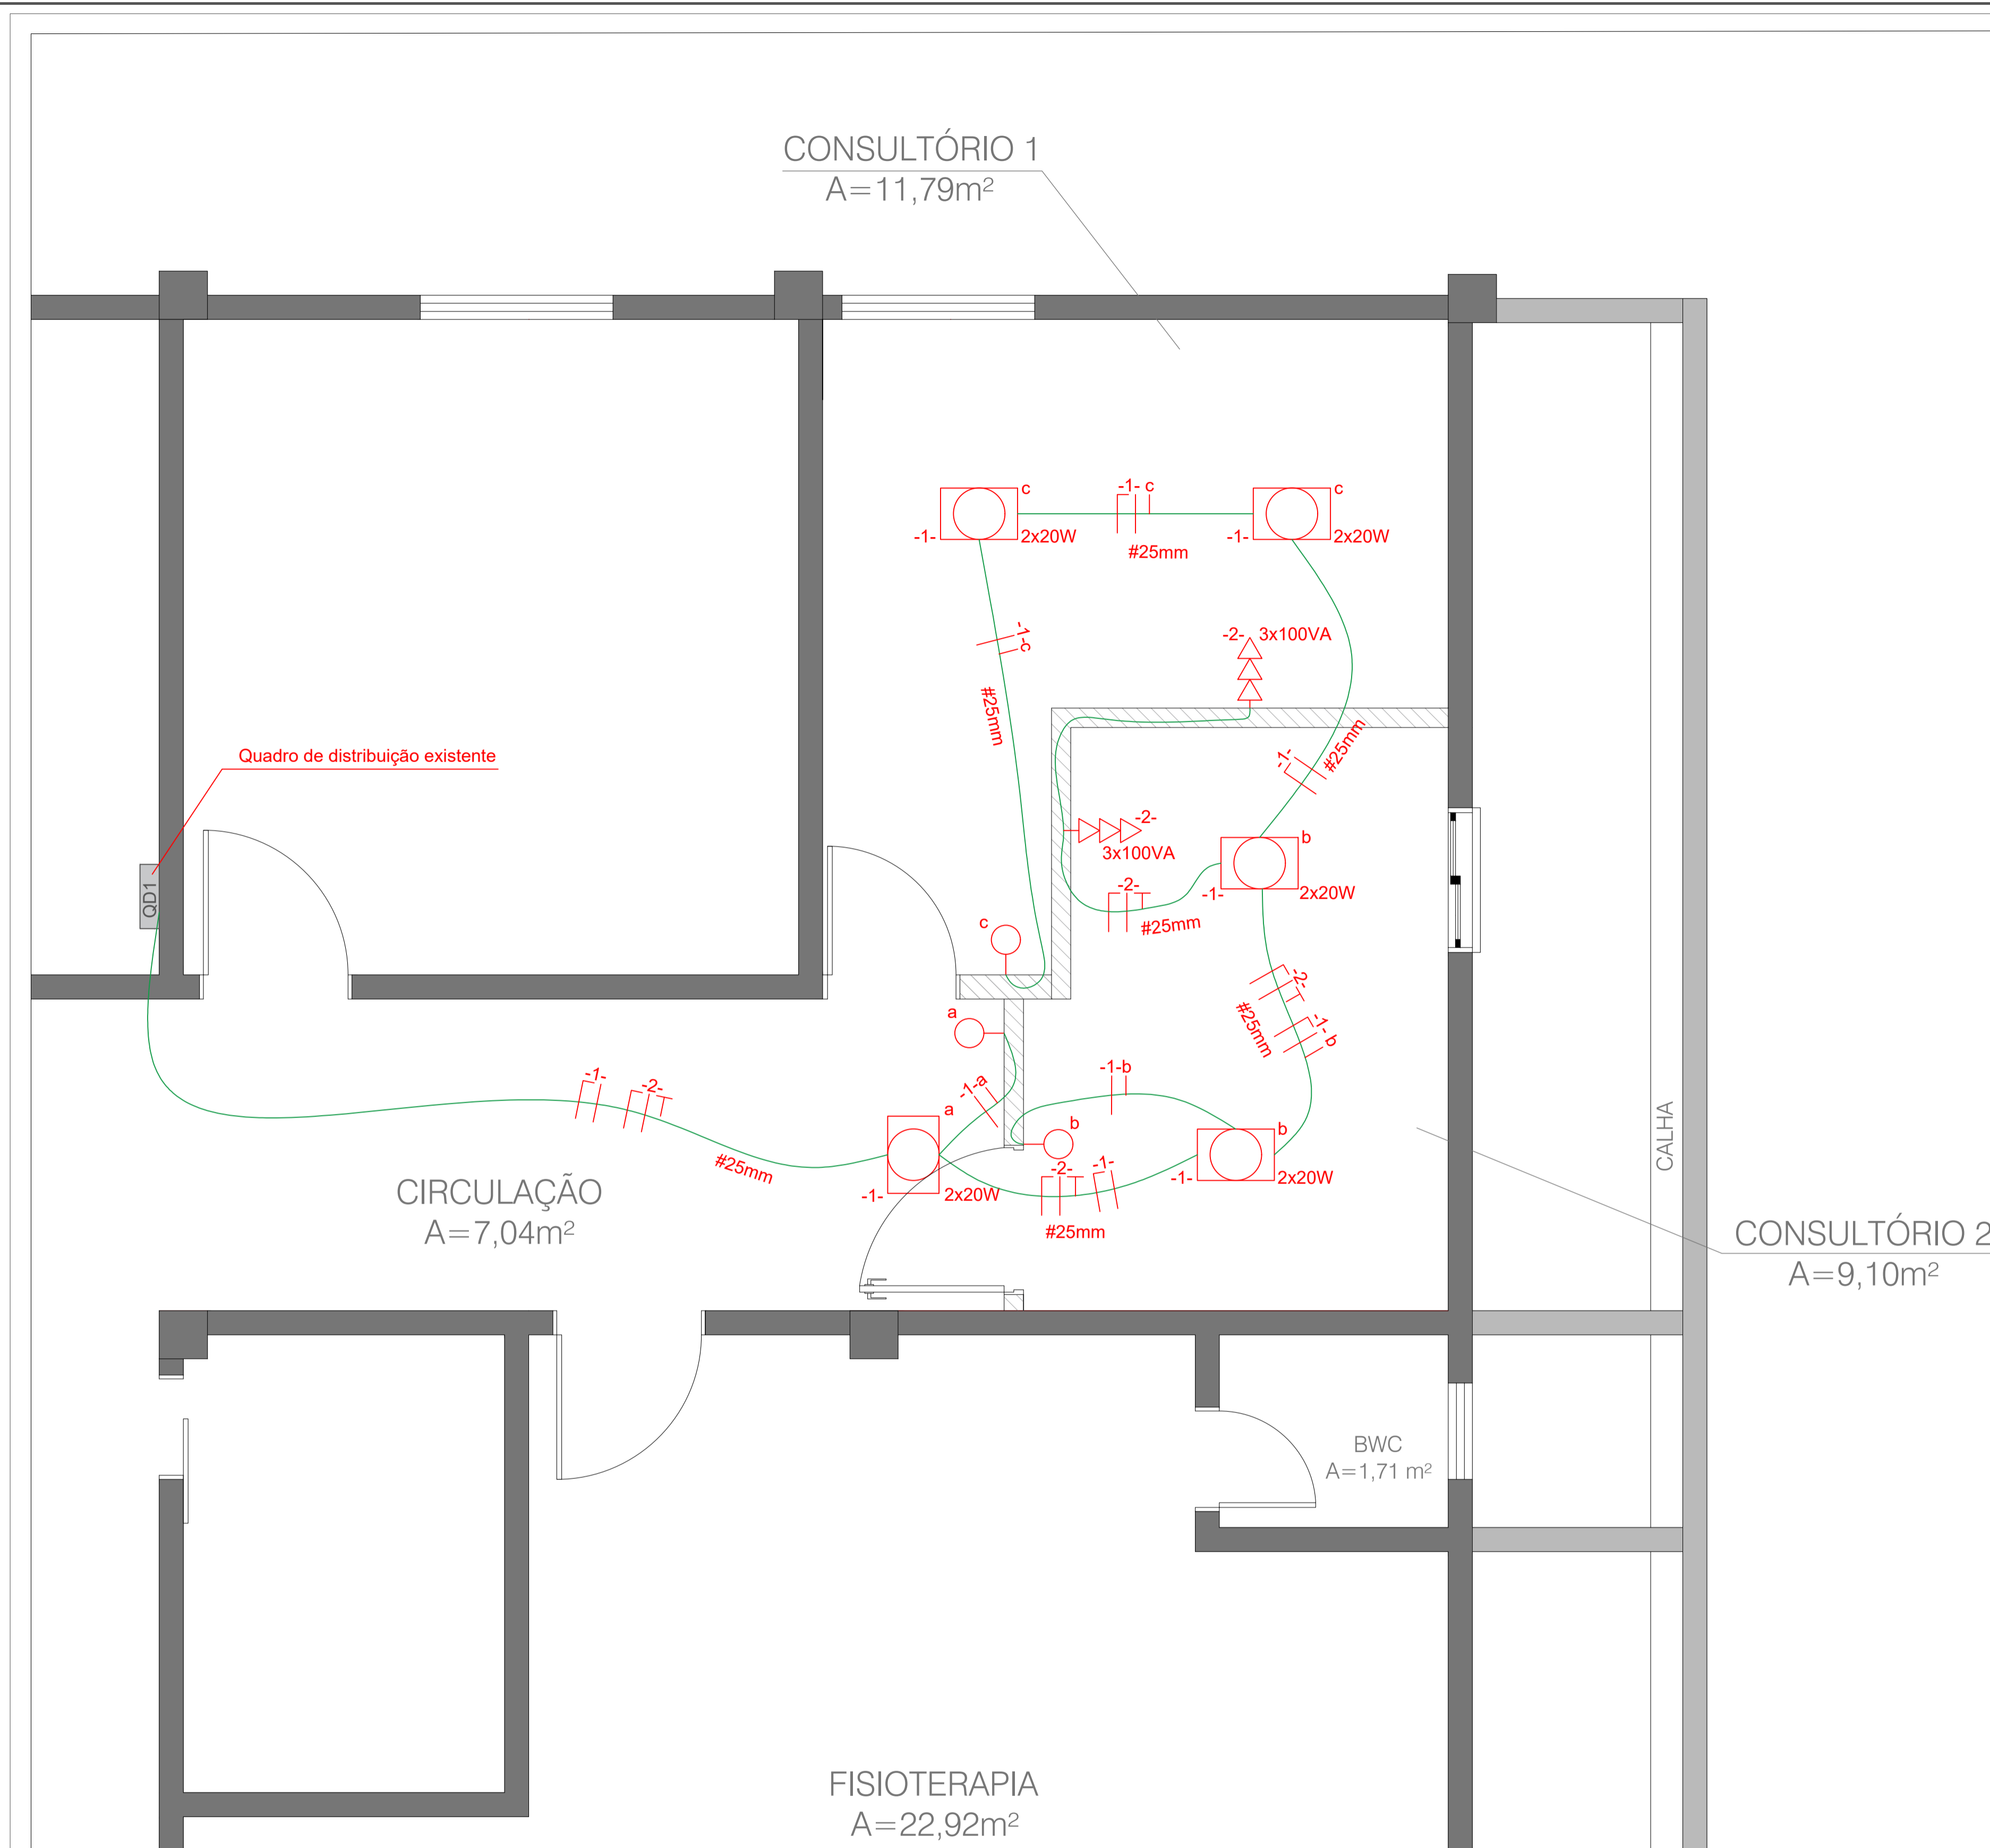 CONSULTÓRIO 1
A=11,79m²
c
-1- c
c
-1-
2x20W
#25mm
-1-
2x20W
-1-c
-2-
3x100VA
#25mm
Quadro de distribuição existente
-1-
#25mm
-2-
3x100VA
b
QD1
-2-
-1-
2x20W
#25mm
c
a
-2-
#25mm
-1-b
-1-
-2-
-1-a
-1-b
a
b
b
CALHA
#25mm
-2-
-1-
-1-
2x20W
-1-
2x20W
#25mm
CIRCULAÇÃO
A=7,04m²
CONSULTÓRIO 2
A=9,10m²
BWC
A=1,71 m²
FISIOTERAPIA
A=22,92m²